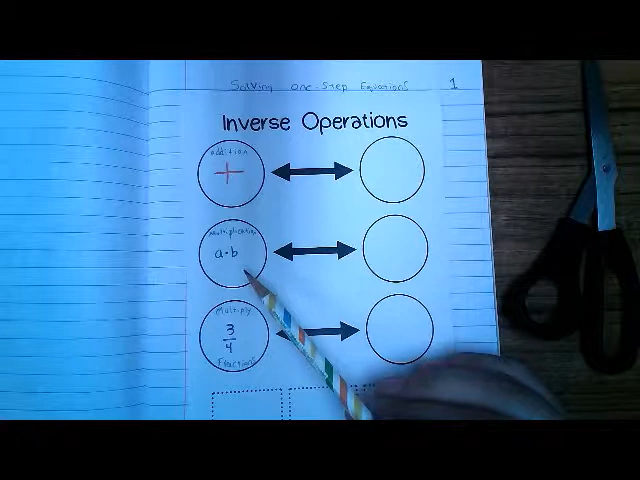 Solving one-Step Equations 1
Inverse Operations
addition
+
Multiplication
a·b
Multiply
3
4
Fractions